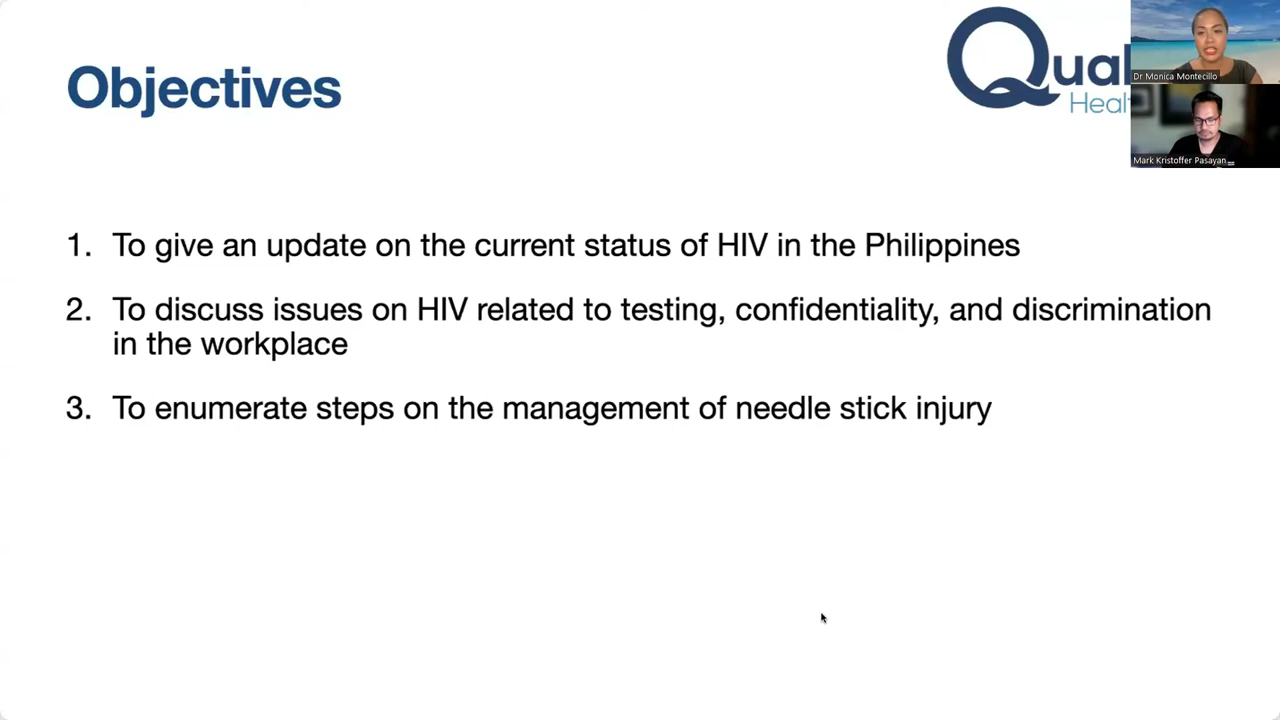 Objectives
Qual
Healt
Dr Monica Montecillo
Mark Kristoffer Pasayan
1. To give an update on the current status of HIV in the Philippines
2. To discuss issues on HIV related to testing, confidentiality, and discrimination
in the workplace
3. To enumerate steps on the management of needle stick injury